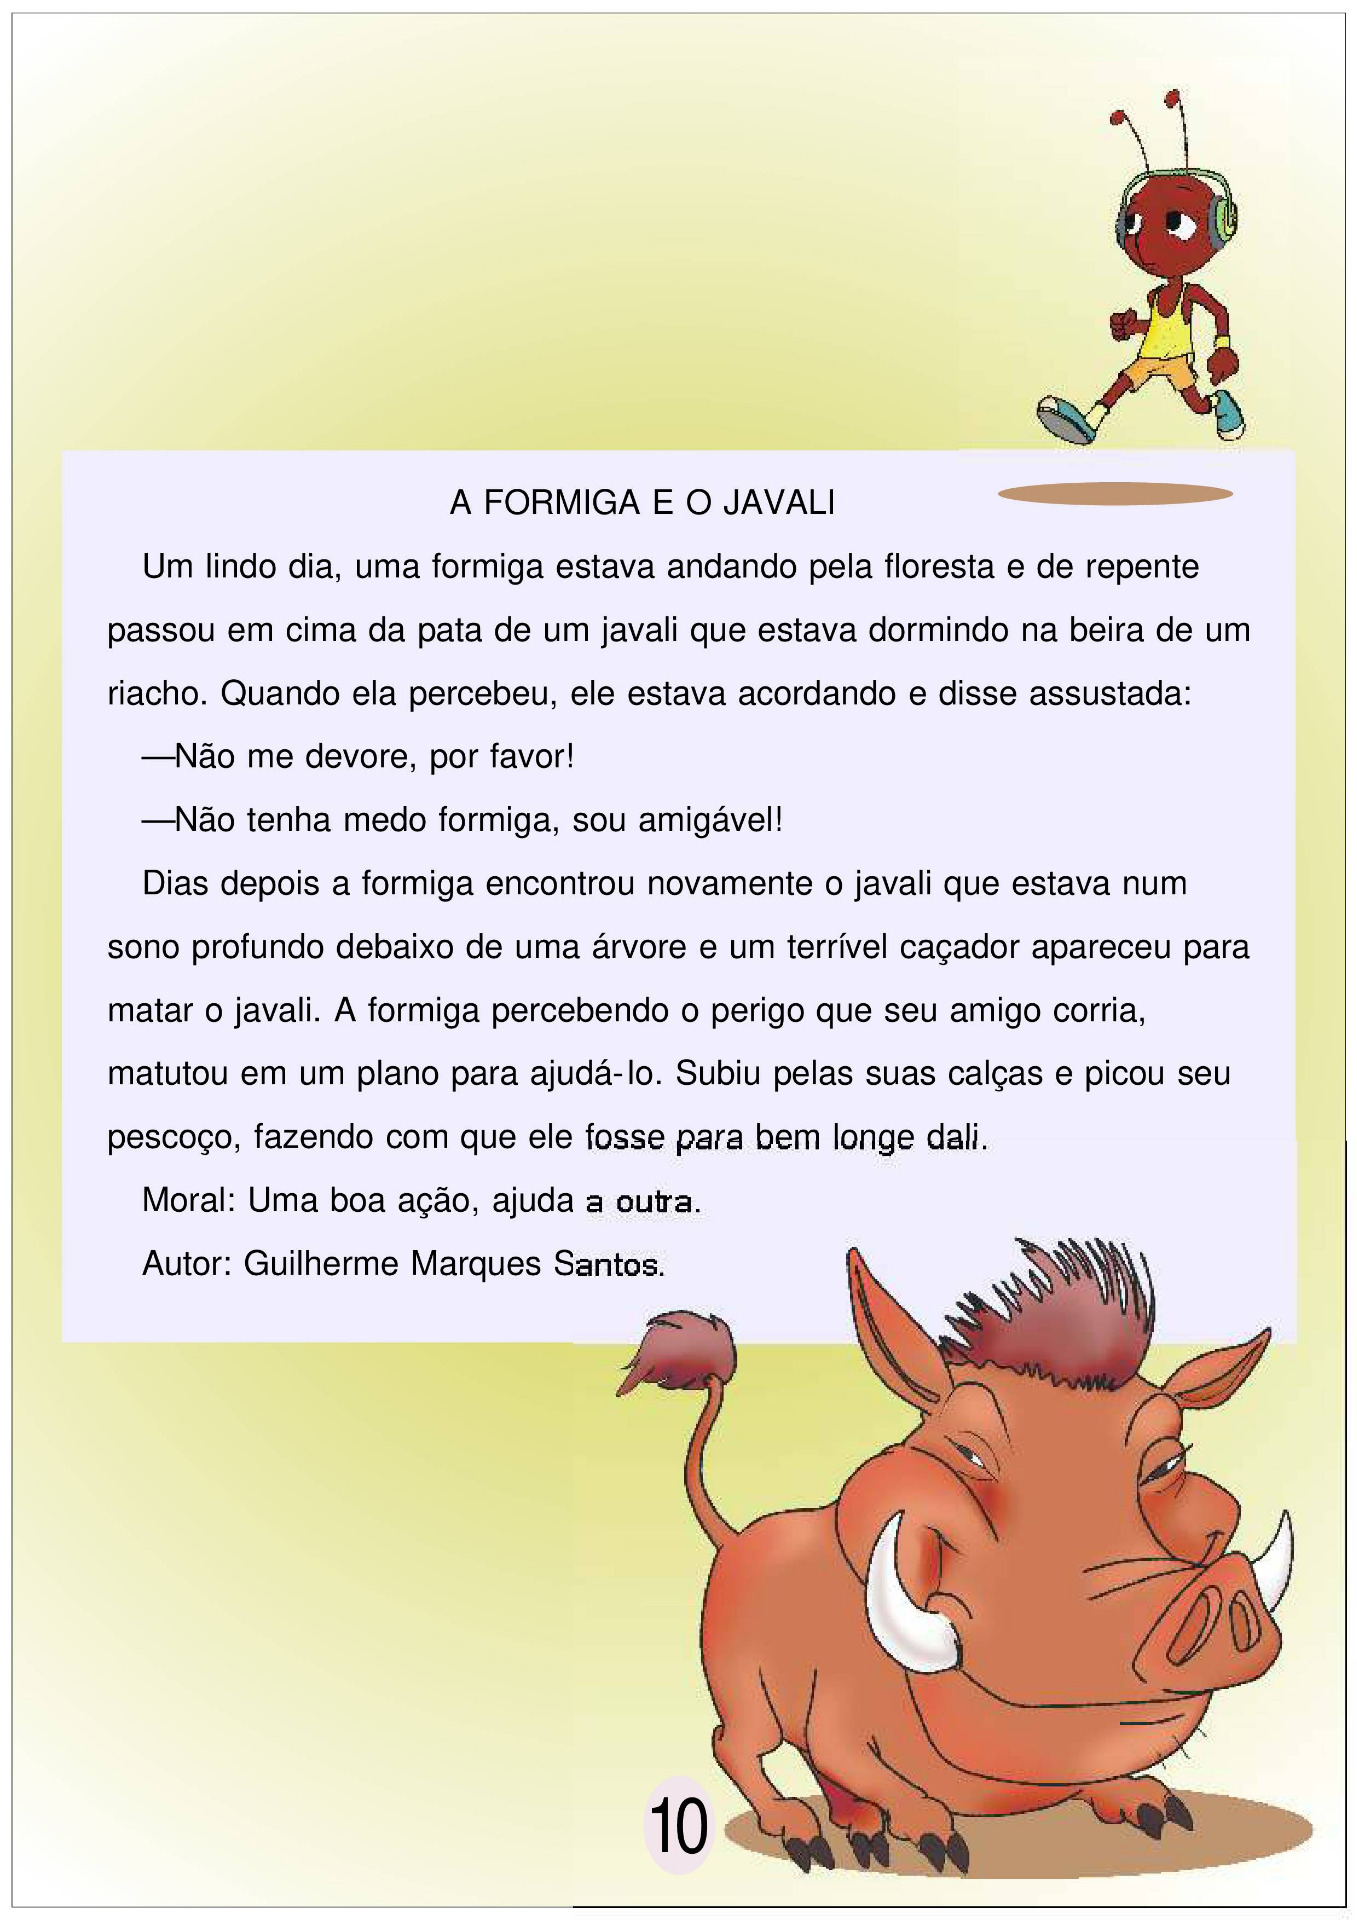 A FORMIGA E O JAVALI
Um lindo dia, uma formiga estava andando pela floresta e de repente
passou em cima da pata de um javali que estava dormindo na beira de um
riacho. Quando ela percebeu, ele estava acordando e disse assustada:
—Não me devore, por favor!
—Não tenha medo formiga, sou amigável!
Dias depois a formiga encontrou novamente o javali que estava num
sono profundo debaixo de uma árvore e um terrível caçador apareceu para
matar o javali. A formiga percebendo o perigo que seu amigo corria,
matutou em um plano para ajudá-lo. Subiu pelas suas calças e picou seu
pescoço, fazendo com que ele fosse para bem longe dali.
Moral: Uma boa ação, ajuda a outra.
Autor: Guilherme Marques Santos.
10